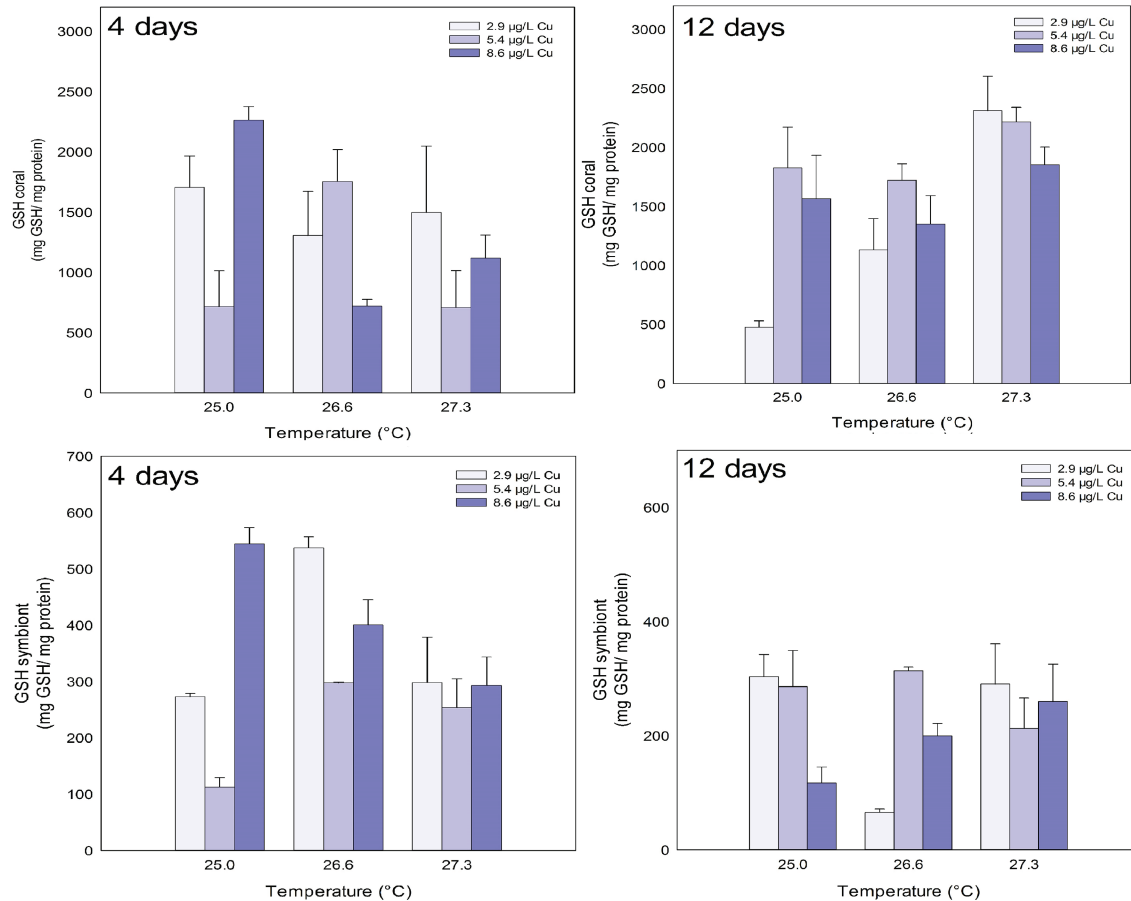 4 days
2.9 µg/L Cu
5.4 µg/L Cu
8.6 µg/L Cu
3000
2500
2000
1500
1000
500
0
GSH coral
(mg GSH/ mg protein)
25.0 26.6 27.3
Temperature (°C)
12 days
2.9 µg/L Cu
5.4 µg/L Cu
8.6 µg/L Cu
3000
2500
2000
1500
1000
500
0
GSH coral
(mg GSH/ mg protein)
25.0 26.6 27.3
Temperature (°C)
4 days
2.9 µg/L Cu
5.4 µg/L Cu
8.6 µg/L Cu
700
600
500
400
300
200
100
0
GSH symbiont
(mg GSH/ mg protein)
25.0 26.6 27.3
Temperature (°C)
12 days
2.9 µg/L Cu
5.4 µg/L Cu
8.6 µg/L Cu
600
400
200
0
GSH symbiont
(mg GSH/ mg protein)
25.0 26.6 27.3
Temperature (°C)